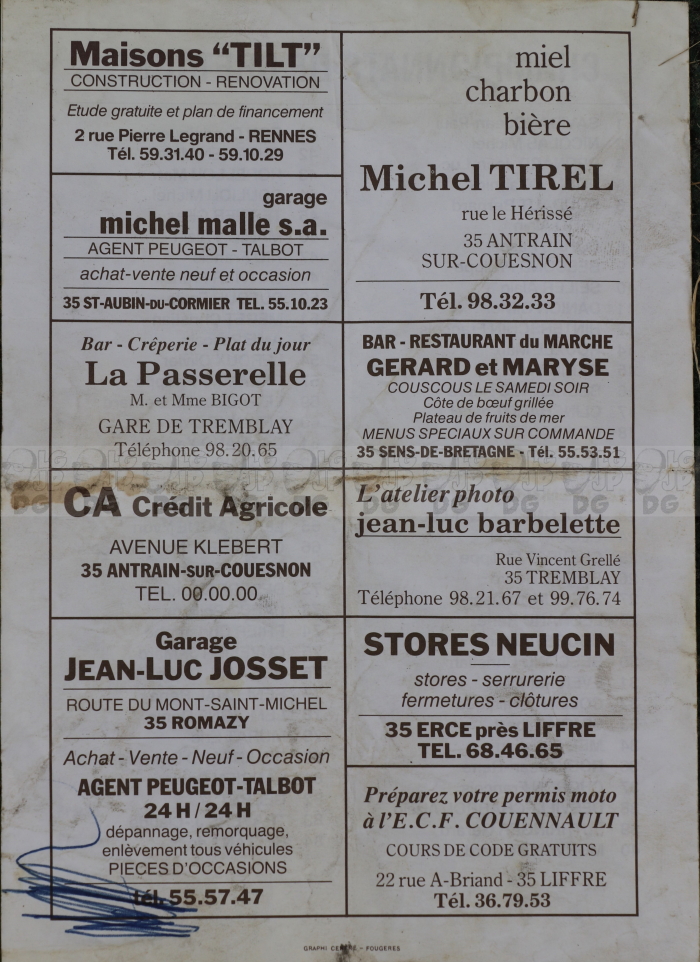 Maisons “TILT”
CONSTRUCTION - RENOVATION
Etude gratuite et plan de financement
2 rue Pierre Legrand - RENNES
Tél. 59.31.40 - 59.10.29
garage
michel malle s.a.
AGENT PEUGEOT - TALBOT
achat-vente neuf et occasion
35 ST-AUBIN-DU-CORMIER TEL. 55.10.23
Bar - Crêperie - Plat du jour
La Passerelle
M. et Mme BIGOT
GARE DE TREMBLAY
Téléphone 98.20.65
CA Crédit Agricole
AVENUE KLEBERT
35 ANTRAIN-SUR-COUESNON
TEL. 00.00.00
Garage
JEAN-LUC JOSSET
ROUTE DU MONT-SAINT-MICHEL
35 ROMAZY
Achat - Vente - Neuf - Occasion
AGENT PEUGEOT-TALBOT
24 H / 24 H
dépannage, remorquage,
enlèvement tous véhicules
PIECES D'OCCASIONS
tél. 55.57.47
miel
charbon
bière
Michel TIREL
rue le Hérissé
35 ANTRAIN
SUR-COUESNON
Tél. 98.32.33
BAR - RESTAURANT du MARCHE
GERARD et MARYSE
COUSCOUS LE SAMEDI SOIR
Côte de bœuf grillée
Plateau de fruits de mer
MENUS SPECIAUX SUR COMMANDE
35 SENS-DE-BRETAGNE - Tél. 55.53.51
L'atelier photo
jean-luc barbelette
Rue Vincent Grellé
35 TREMBLAY
Téléphone 98.21.67 et 99.76.74
STORES NEUCIN
stores - serrurerie
fermetures - clôtures
35 ERCE près LIFFRE
TEL. 68.46.65
Préparez votre permis moto
à l'E.C.F. COUENNAULT
COURS DE CODE GRATUITS
22 rue A-Briand - 35 LIFFRE
Tél. 36.79.53
GRAPHI CENTRE - FOUGERES